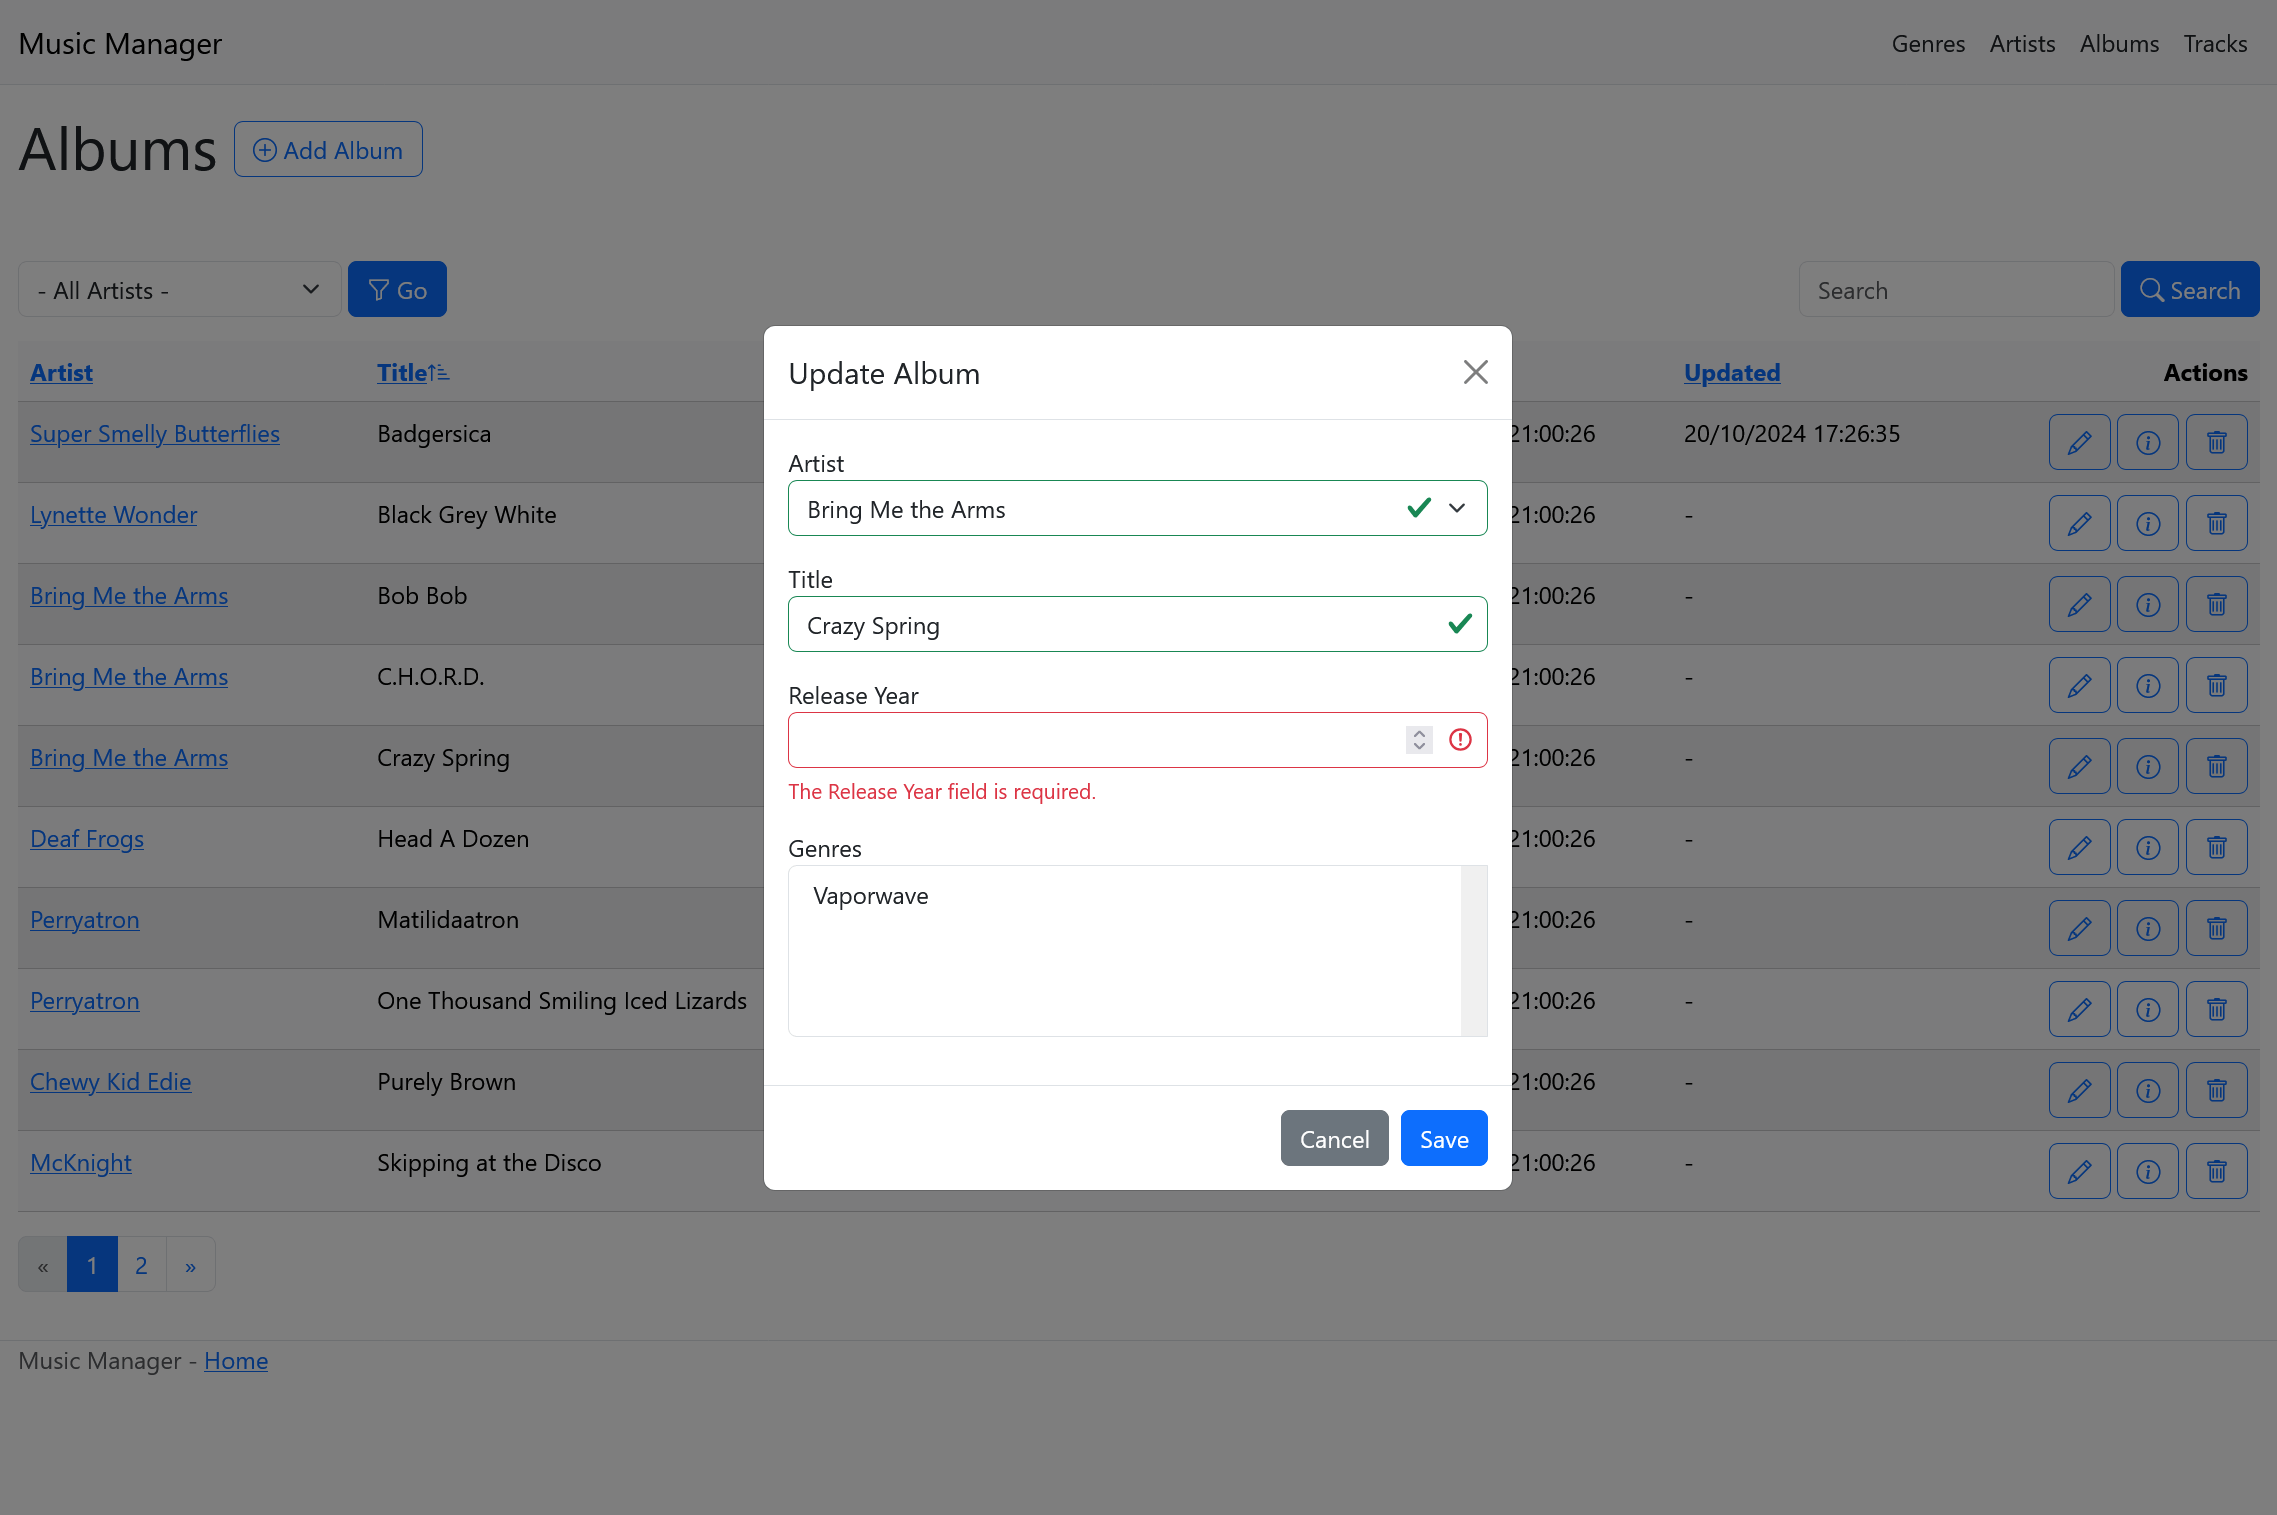 Music Manager
Genres Artists Albums Tracks
Albums
Add Album
- All Artists -
Go
Search
Search
Artist Title Updated Actions
Super Smelly Butterflies Badgersica 21:00:26 20/10/2024 17:26:35
Lynette Wonder Black Grey White 21:00:26 -
Bring Me the Arms Bob Bob 21:00:26 -
Bring Me the Arms C.H.O.R.D. 21:00:26 -
Bring Me the Arms Crazy Spring 21:00:26 -
Deaf Frogs Head A Dozen 21:00:26 -
Perryatron Matilidaatron 21:00:26 -
Perryatron One Thousand Smiling Iced Lizards 21:00:26 -
Chewy Kid Edie Purely Brown 21:00:26 -
McKnight Skipping at the Disco 21:00:26 -
« 1 2 »
Music Manager - Home
Update Album
Artist
Bring Me the Arms
Title
Crazy Spring
Release Year
The Release Year field is required.
Genres
Vaporwave
Cancel Save